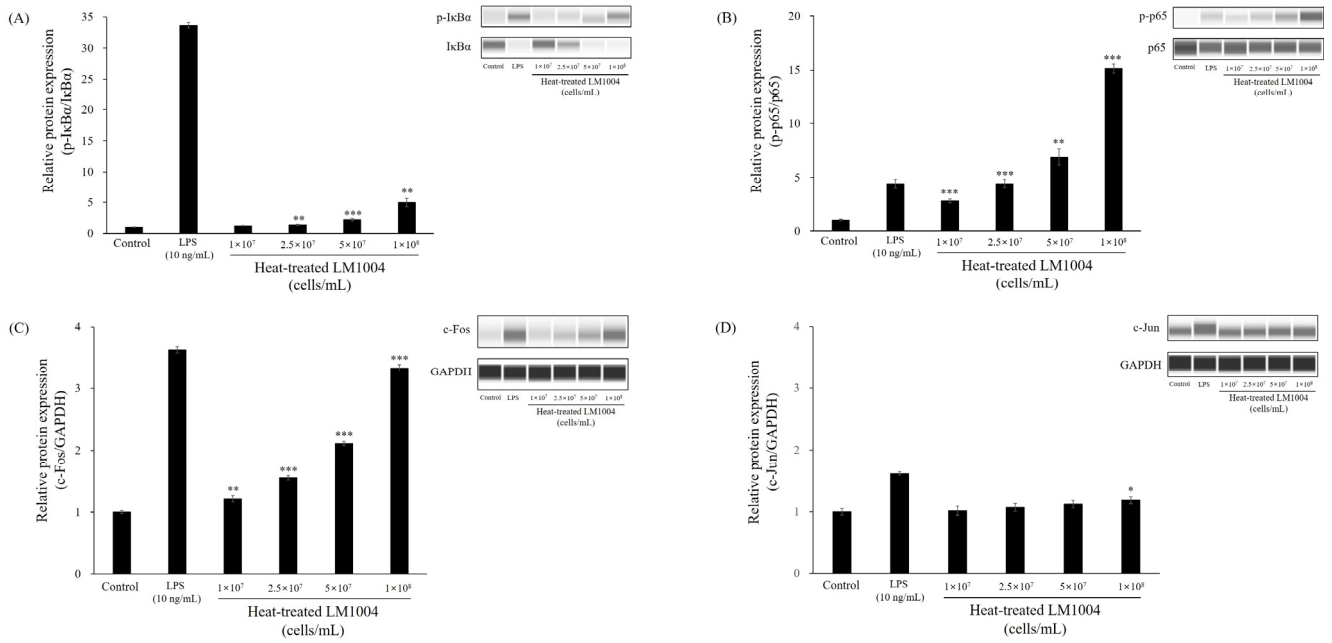 (A)
Relative protein expression
(p-IκBα/IκBα)
40
35
30
25
20
15
10
5
0
**
***
**
Control
LPS
(10 ng/mL)
1×10⁷
2.5×10⁷
5×10⁷
1×10⁸
Heat-treated LM1004
(cells/mL)
p-IκBα
IκBα
Control LPS 1×10⁷ 2.5×10⁷ 5×10⁷ 1×10⁸
Heat-treated LM1004
(cells/mL)
(B)
Relative protein expression
(p-p65/p65)
20
15
10
5
0
***
***
**
***
Control
LPS
(10 ng/mL)
1×10⁷
2.5×10⁷
5×10⁷
1×10⁸
Heat-treated LM1004
(cells/mL)
p-p65
p65
Control LPS 1×10⁷ 2.5×10⁷ 5×10⁷ 1×10⁸
Heat-treated LM1004
(cells/mL)
(C)
Relative protein expression
(c-Fos/GAPDH)
4
3
2
1
0
**
***
***
***
Control
LPS
(10 ng/mL)
1×10⁷
2.5×10⁷
5×10⁷
1×10⁸
Heat-treated LM1004
(cells/mL)
c-Fos
GAPDH
Control LPS 1×10⁷ 2.5×10⁷ 5×10⁷ 1×10⁸
Heat-treated LM1004
(cells/mL)
(D)
Relative protein expression
(c-Jun/GAPDH)
4
3
2
1
0
*
Control
LPS
(10 ng/mL)
1×10⁷
2.5×10⁷
5×10⁷
1×10⁸
Heat-treated LM1004
(cells/mL)
c-Jun
GAPDH
Control LPS 1×10⁷ 2.5×10⁷ 5×10⁷ 1×10⁸
Heat-treated LM1004
(cells/mL)